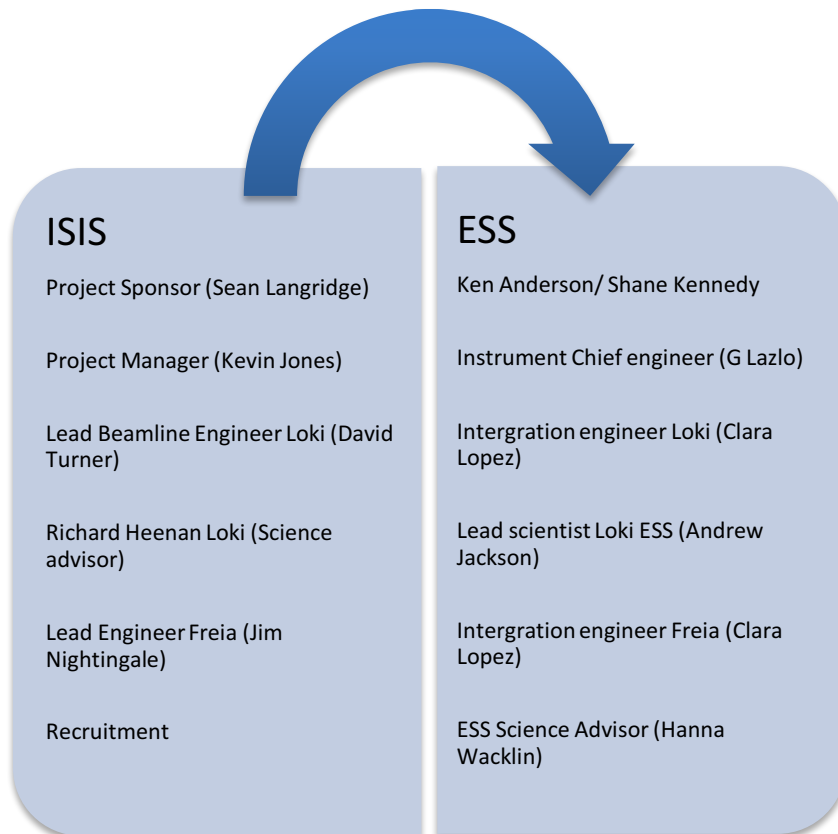 ISIS
Project Sponsor (Sean Langridge)
Project Manager (Kevin Jones)
Lead Beamline Engineer Loki (David
Turner)
Richard Heenan Loki (Science
advisor)
Lead Engineer Freia (Jim
Nightingale)
Recruitment
ESS
Ken Anderson/ Shane Kennedy
Instrument Chief engineer (G Lazlo)
Intergration engineer Loki (Clara
Lopez)
Lead scientist Loki ESS (Andrew
Jackson)
Intergration engineer Freia (Clara
Lopez)
ESS Science Advisor (Hanna
Wacklin)